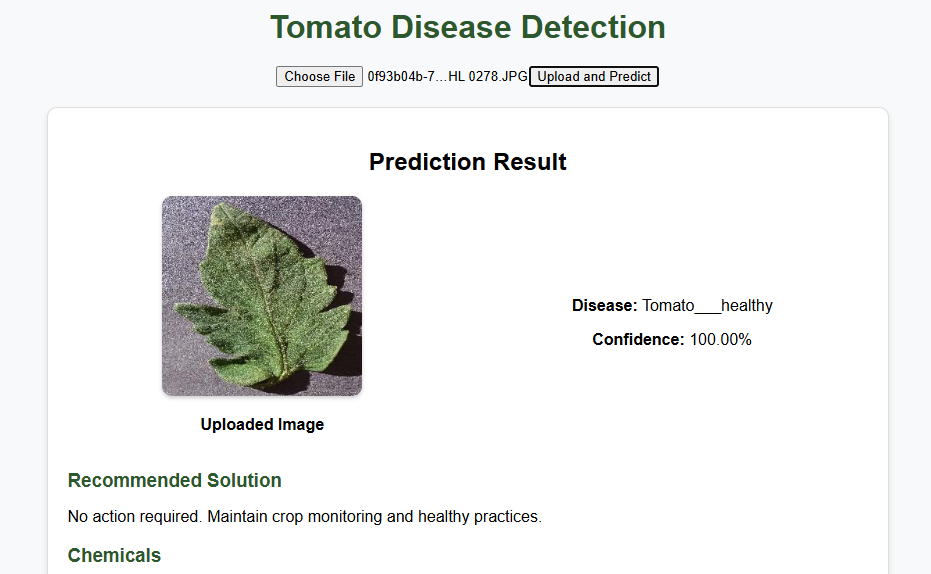 Tomato Disease Detection
Choose File 0f93b04b-7...HL 0278.JPG Upload and Predict
Prediction Result
Disease: Tomato___healthy
Confidence: 100.00%
Uploaded Image
Recommended Solution
No action required. Maintain crop monitoring and healthy practices.
Chemicals